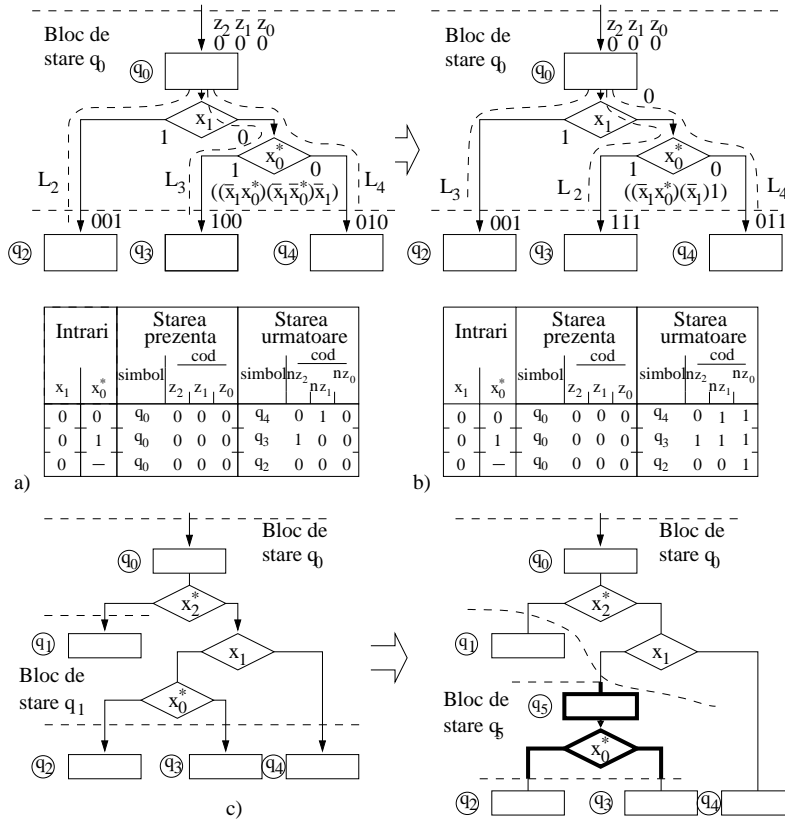 Bloc de
stare q0
z2 z1 z0
0 0 0
q0
x1
1 0
x0*
1 0
L2 L3 L4
((x̄1x0*)(x̄1x̄0*)x̄1)
001 100 010
q2 q3 q4
Bloc de
stare q0
z2 z1 z0
0 0 0
q0
0
x1
1
x0*
1 0
L3 L2 L4
((x̄1x0*)(x̄1)1)
001 111 011
q2 q3 q4
Intrari Starea prezenta Starea urmatoare
simbol cod simbol cod
x1 x0* z2 z1 z0 nz2 nz1 nz0
0 0 q0 0 0 0 q4 0 1 0
0 1 q0 0 0 0 q3 1 0 0
0 – q0 0 0 0 q2 0 0 0
a)
Intrari Starea prezenta Starea urmatoare
simbol cod simbol cod
x1 x0* z2 z1 z0 nz2 nz1 nz0
0 0 q0 0 0 0 q4 0 1 1
0 1 q0 0 0 0 q3 1 1 1
0 – q0 0 0 0 q2 0 0 1
b)
Bloc de
stare q0
q0
x2*
q1
x1
Bloc de
stare q1
x0*
q2 q3 q4
c)
Bloc de
stare q0
q0
x2*
q1
x1
Bloc de
stare q5
q5
x0*
q2 q3 q4